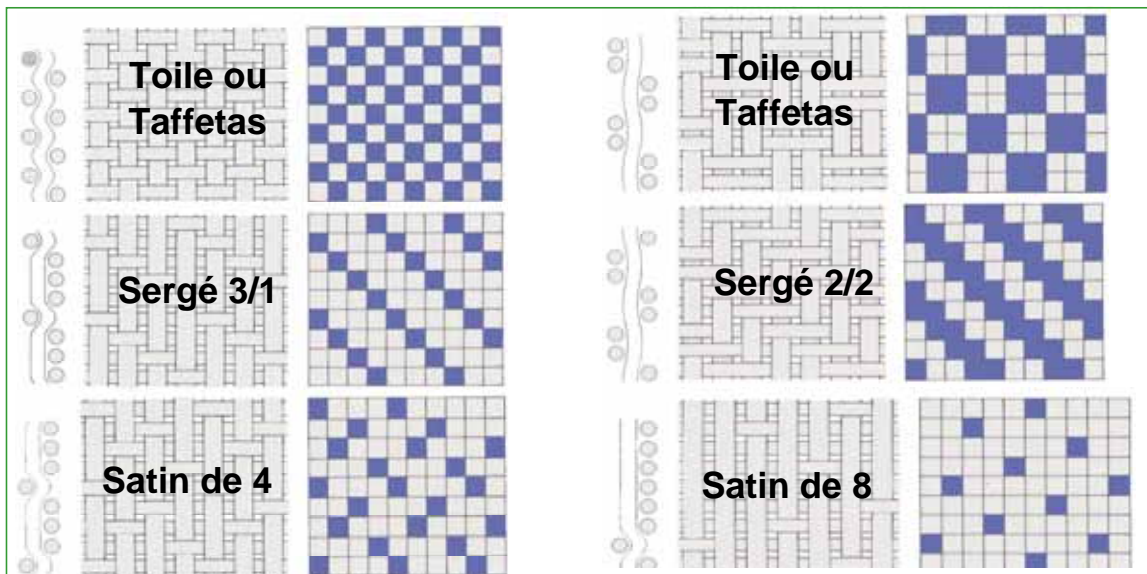 Toile ou
Taffetas
Toile ou
Taffetas
Sergé 3/1
Sergé 2/2
Satin de 4
Satin de 8